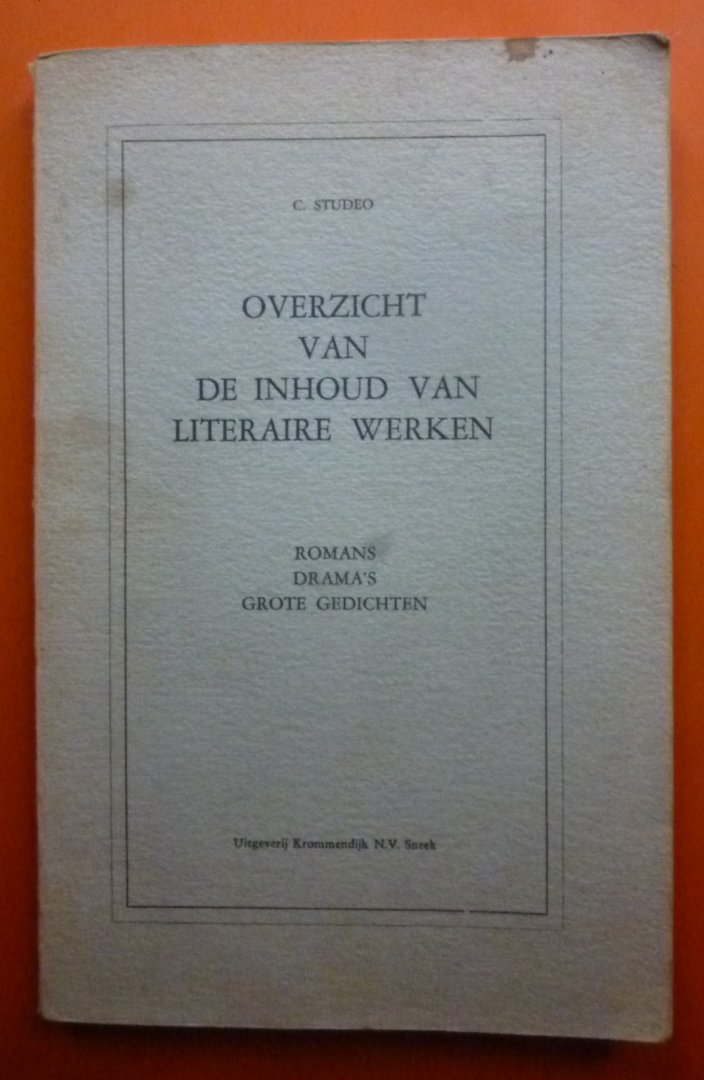 C. STUDEO
OVERZICHT
VAN
DE INHOUD VAN
LITERAIRE WERKEN
ROMANS
DRAMA'S
GROTE GEDICHTEN
Uitgeverij Krommendijk N.V. Sneek